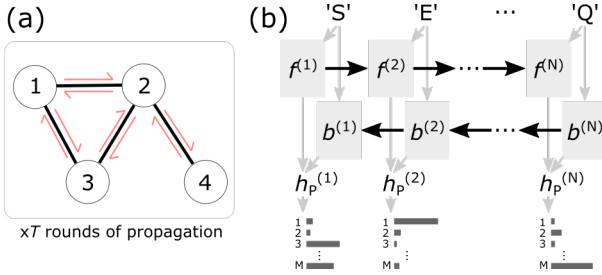 (a)
1 2
3 4
xT rounds of propagation
(b)
'S' 'E' ... 'Q'
f(1) f(2) ... f(N)
b(1) b(2) ... b(N)
hP(1) hP(2) hP(N)
1 1 1
2 2 2
3 3 3
⋮ ⋮ ⋮
M M M